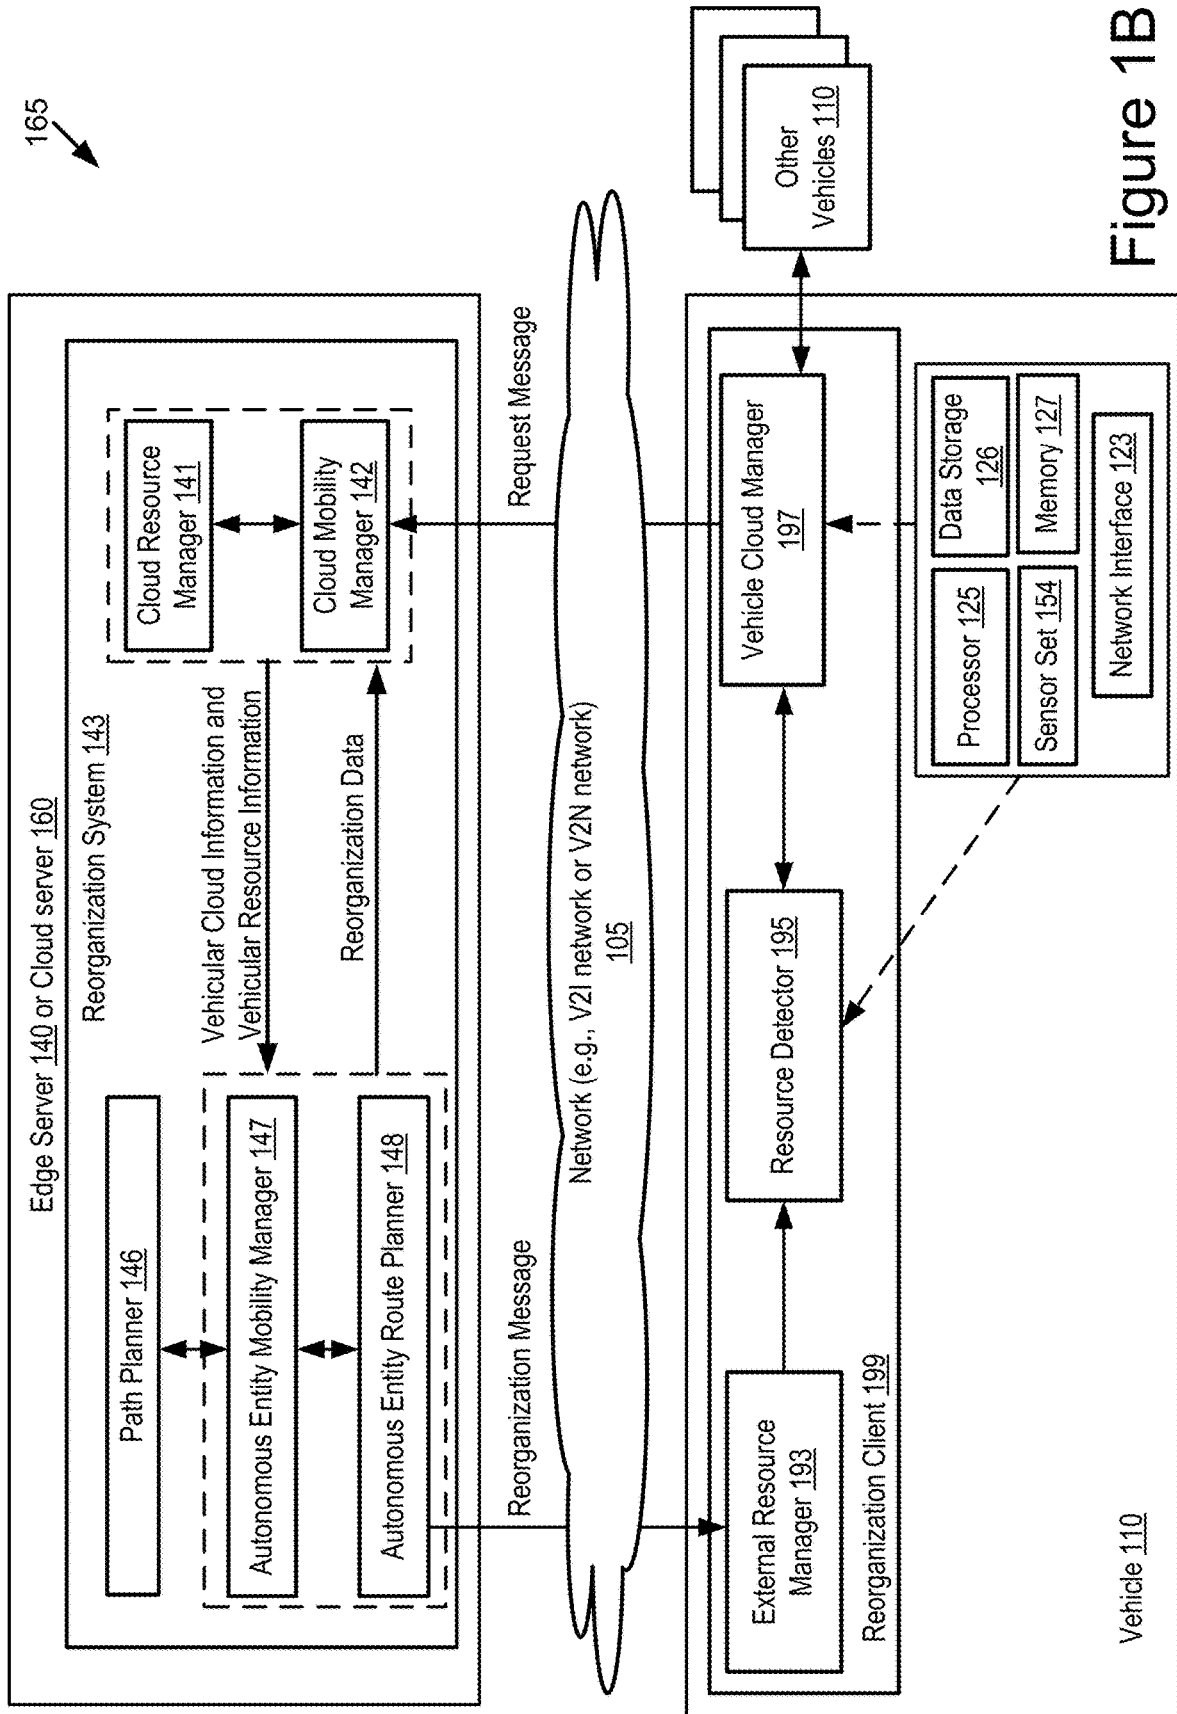 165
Edge Server 140 or Cloud server 160
Reorganization System 143
Path Planner 146
Autonomous Entity Mobility Manager 147
Autonomous Entity Route Planner 148
Vehicular Cloud Information and
Vehicular Resource Information
Reorganization Data
Cloud Resource
Manager 141
Cloud Mobility
Manager 142
Reorganization Message
Request Message
Network (e.g., V2I network or V2N network)
105
External Resource
Manager 193
Resource Detector 195
Vehicle Cloud Manager
197
Other
Vehicles 110
Reorganization Client 199
Processor 125
Data Storage
126
Sensor Set 154
Memory 127
Network Interface 123
Vehicle 110
Figure 1B